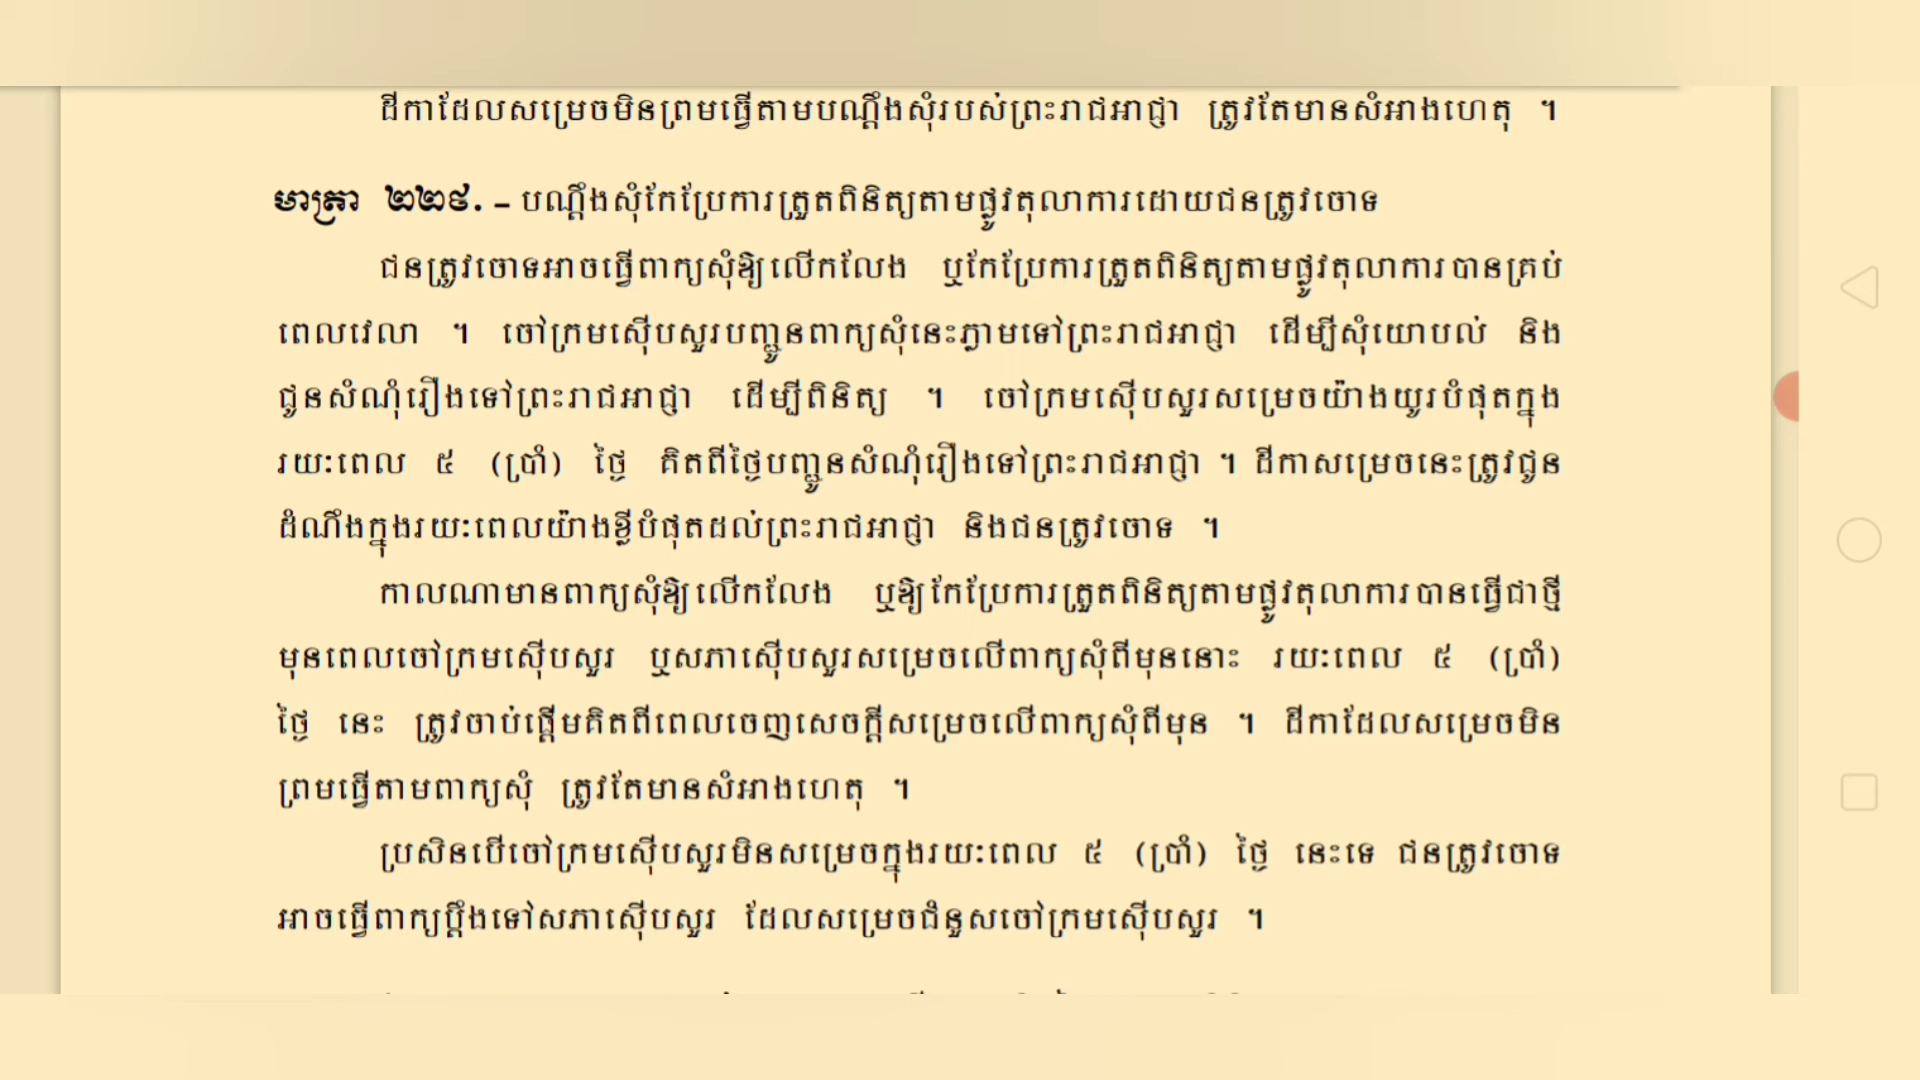 ដីកាដែលសម្រេចមិនព្រមធ្វើតាមបណ្តឹងសុំរបស់ព្រះរាជអាជ្ញា ត្រូវតែមានសំអាងហេតុ ។
មាត្រា ២២៩. – បណ្តឹងសុំកែប្រែការត្រួតពិនិត្យតាមផ្លូវតុលាការដោយជនត្រូវចោទ
ជនត្រូវចោទអាចធ្វើពាក្យសុំឱ្យលើកលែង ឬកែប្រែការត្រួតពិនិត្យតាមផ្លូវតុលាការបានគ្រប់
ពេលវេលា ។ ចៅក្រមស៊ើបសួរបញ្ជូនពាក្យសុំនេះភ្លាមទៅព្រះរាជអាជ្ញា ដើម្បីសុំយោបល់ និង
ជូនសំណុំរឿងទៅព្រះរាជអាជ្ញា ដើម្បីពិនិត្យ ។ ចៅក្រមស៊ើបសួរសម្រេចយ៉ាងយូរបំផុតក្នុង
រយៈពេល ៥ (ប្រាំ) ថ្ងៃ គិតពីថ្ងៃបញ្ជូនសំណុំរឿងទៅព្រះរាជអាជ្ញា ។ ដីកាសម្រេចនេះត្រូវជូន
ដំណឹងក្នុងរយៈពេលយ៉ាងខ្លីបំផុតដល់ព្រះរាជអាជ្ញា និងជនត្រូវចោទ ។
កាលណាមានពាក្យសុំឱ្យលើកលែង ឬឱ្យកែប្រែការត្រួតពិនិត្យតាមផ្លូវតុលាការបានធ្វើជាថ្មី
មុនពេលចៅក្រមស៊ើបសួរ ឬសភាស៊ើបសួរសម្រេចលើពាក្យសុំពីមុននោះ រយៈពេល ៥ (ប្រាំ)
ថ្ងៃ នេះ ត្រូវចាប់ផ្តើមគិតពីពេលចេញសេចក្តីសម្រេចលើពាក្យសុំពីមុន ។ ដីកាដែលសម្រេចមិន
ព្រមធ្វើតាមពាក្យសុំ ត្រូវតែមានសំអាងហេតុ ។
ប្រសិនបើចៅក្រមស៊ើបសួរមិនសម្រេចក្នុងរយៈពេល ៥ (ប្រាំ) ថ្ងៃ នេះទេ ជនត្រូវចោទ
អាចធ្វើពាក្យប្តឹងទៅសភាស៊ើបសួរ ដែលសម្រេចជំនួសចៅក្រមស៊ើបសួរ ។